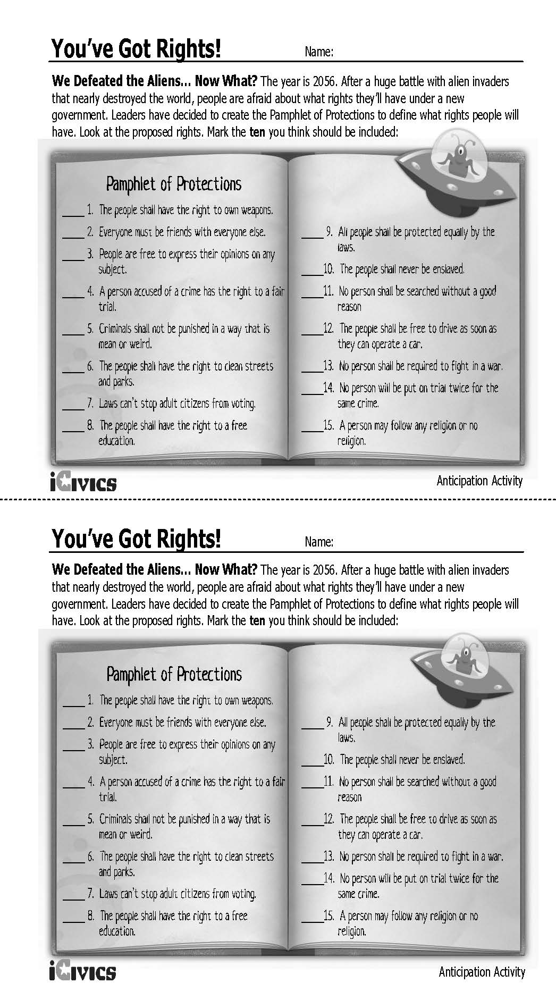 You've Got Rights!
Name:
We Defeated the Aliens... Now What? The year is 2056. After a huge battle with alien invaders
that nearly destroyed the world, people are afraid about what rights they'll have under a new
government. Leaders have decided to create the Pamphlet of Protections to define what rights people will
have. Look at the proposed rights. Mark the ten you think should be included:
Pamphlet of Protections
____ 1. The people shall have the right to own weapons.
____ 2. Everyone must be friends with everyone else.
____ 3. People are free to express their opinions on any
subject.
____ 4. A person accused of a crime has the right to a fair
trial.
____ 5. Criminals shall not be punished in a way that is
mean or weird.
____ 6. The people shall have the right to clean streets
and parks.
____ 7. Laws can't stop adult citizens from voting.
____ 8. The people shall have the right to a free
education.
____ 9. All people shall be protected equally by the
laws.
____10. The people shall never be enslaved.
____11. No person shall be searched without a good
reason
____12. The people shall be free to drive as soon as
they can operate a car.
____13. No person shall be required to fight in a war.
____14. No person will be put on trial twice for the
same crime.
____15. A person may follow any religion or no
religion.
iCIVICS
Anticipation Activity
You've Got Rights!
Name:
We Defeated the Aliens... Now What? The year is 2056. After a huge battle with alien invaders
that nearly destroyed the world, people are afraid about what rights they'll have under a new
government. Leaders have decided to create the Pamphlet of Protections to define what rights people will
have. Look at the proposed rights. Mark the ten you think should be included:
Pamphlet of Protections
____ 1. The people shall have the right to own weapons.
____ 2. Everyone must be friends with everyone else.
____ 3. People are free to express their opinions on any
subject.
____ 4. A person accused of a crime has the right to a fair
trial.
____ 5. Criminals shall not be punished in a way that is
mean or weird.
____ 6. The people shall have the right to clean streets
and parks.
____ 7. Laws can't stop adult citizens from voting.
____ 8. The people shall have the right to a free
education.
____ 9. All people shall be protected equally by the
laws.
____10. The people shall never be enslaved.
____11. No person shall be searched without a good
reason
____12. The people shall be free to drive as soon as
they can operate a car.
____13. No person shall be required to fight in a war.
____14. No person will be put on trial twice for the
same crime.
____15. A person may follow any religion or no
religion.
iCIVICS
Anticipation Activity